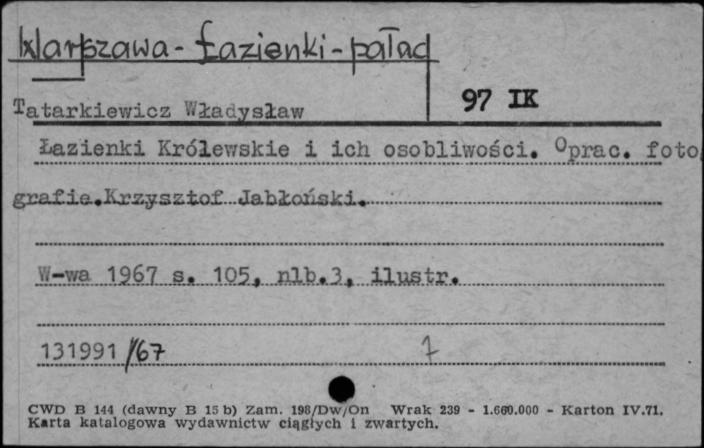 Warszawa - Łazienki - pałac
Tatarkiewicz Władysław 97 IK
Łazienki Królewskie i ich osobliwości. Oprac. foto
grafie.Krzysztof Jabłoński.
W-wa 1967 s. 105, nlb.3, ilustr.
131991/67 7
CWD B 144 (dawny B 15 b) Zam. 198/Dw/On Wrak 239 - 1.660.000 - Karton IV.71.
Karta katalogowa wydawnictw ciągłych i zwartych.